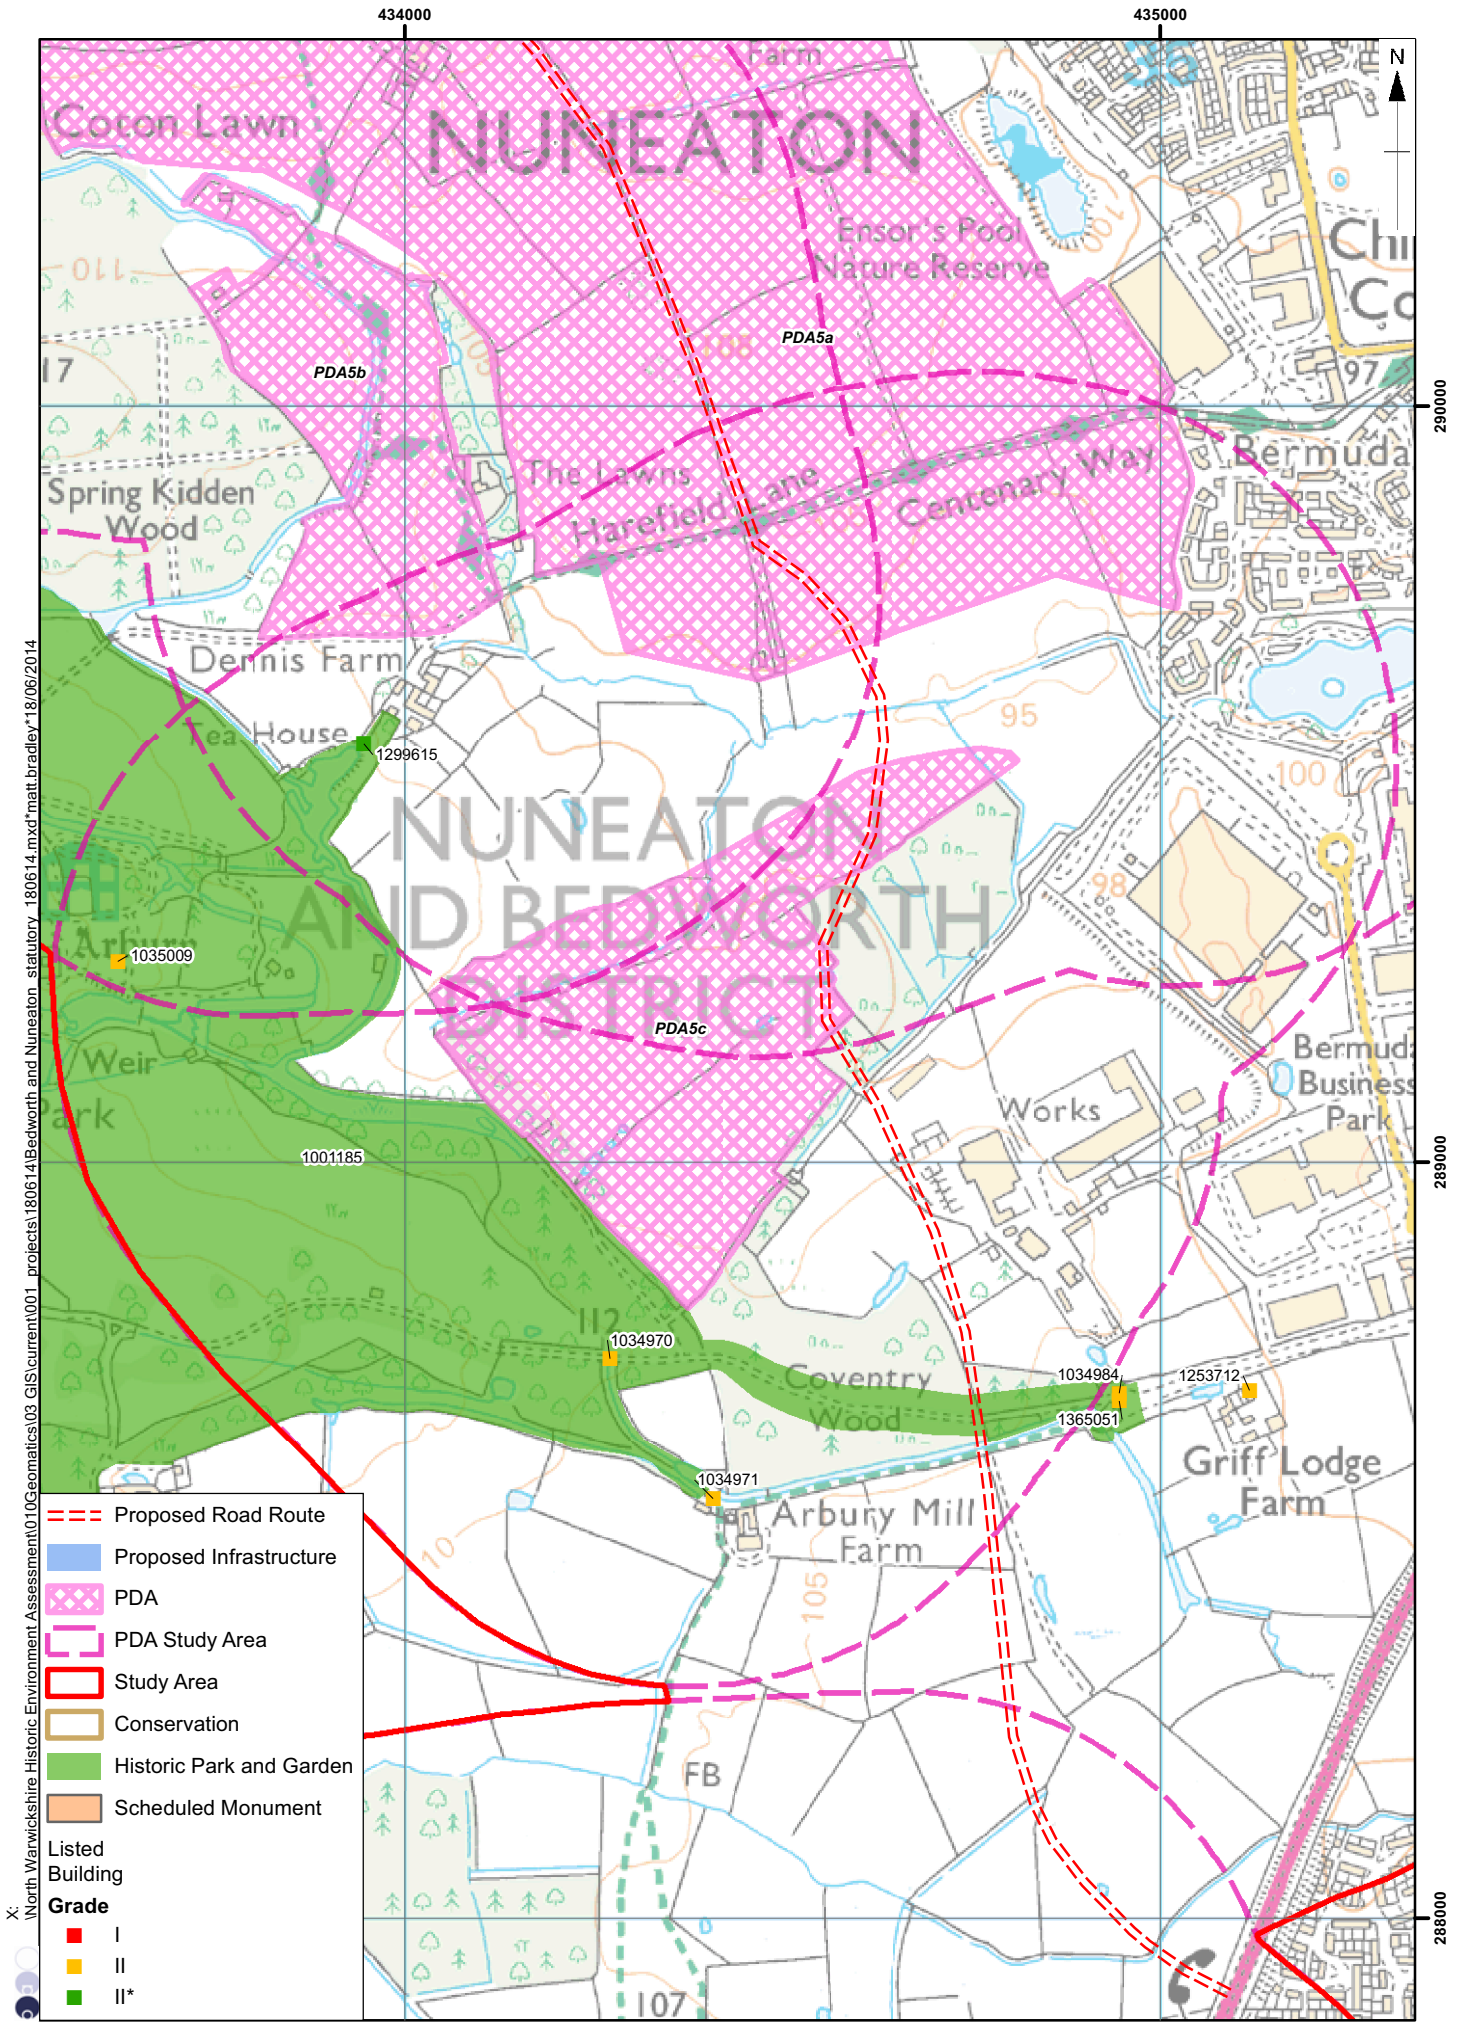 434000
435000
N
36
Farm
Coton Lawn
NUNEATON
Ensor's Pool
Nature Reserve
100
110
105
PDA5a
PDA5b
17
97
290000
The Lawns
Harefield Lane
Centenary Way
Bermuda
Spring Kidden
Wood
Dennis Farm
Tea House
1299615
95
100
NUNEATON
AND BEDWORTH
DISTRICT
98
Arbury
1035009
PDA5c
Weir
Park
Works
Bermuda
Business
Park
1001185
289000
112
1034970
Coventry
Wood
1034984
1365051
1253712
Griff Lodge
Farm
1034971
Arbury Mill
Farm
10
105
FB
107
288000
Proposed Road Route
Proposed Infrastructure
PDA
PDA Study Area
Study Area
Conservation
Historic Park and Garden
Scheduled Monument
Listed
Building
Grade
I
II
II*
X:
\North Warwickshire Historic Environment Assessment\010Geomatics\03 GIS\current\001_projects\180614\Bedworth and Nuneaton_statutory_180614.mxd*matt.bradley*18/06/2014